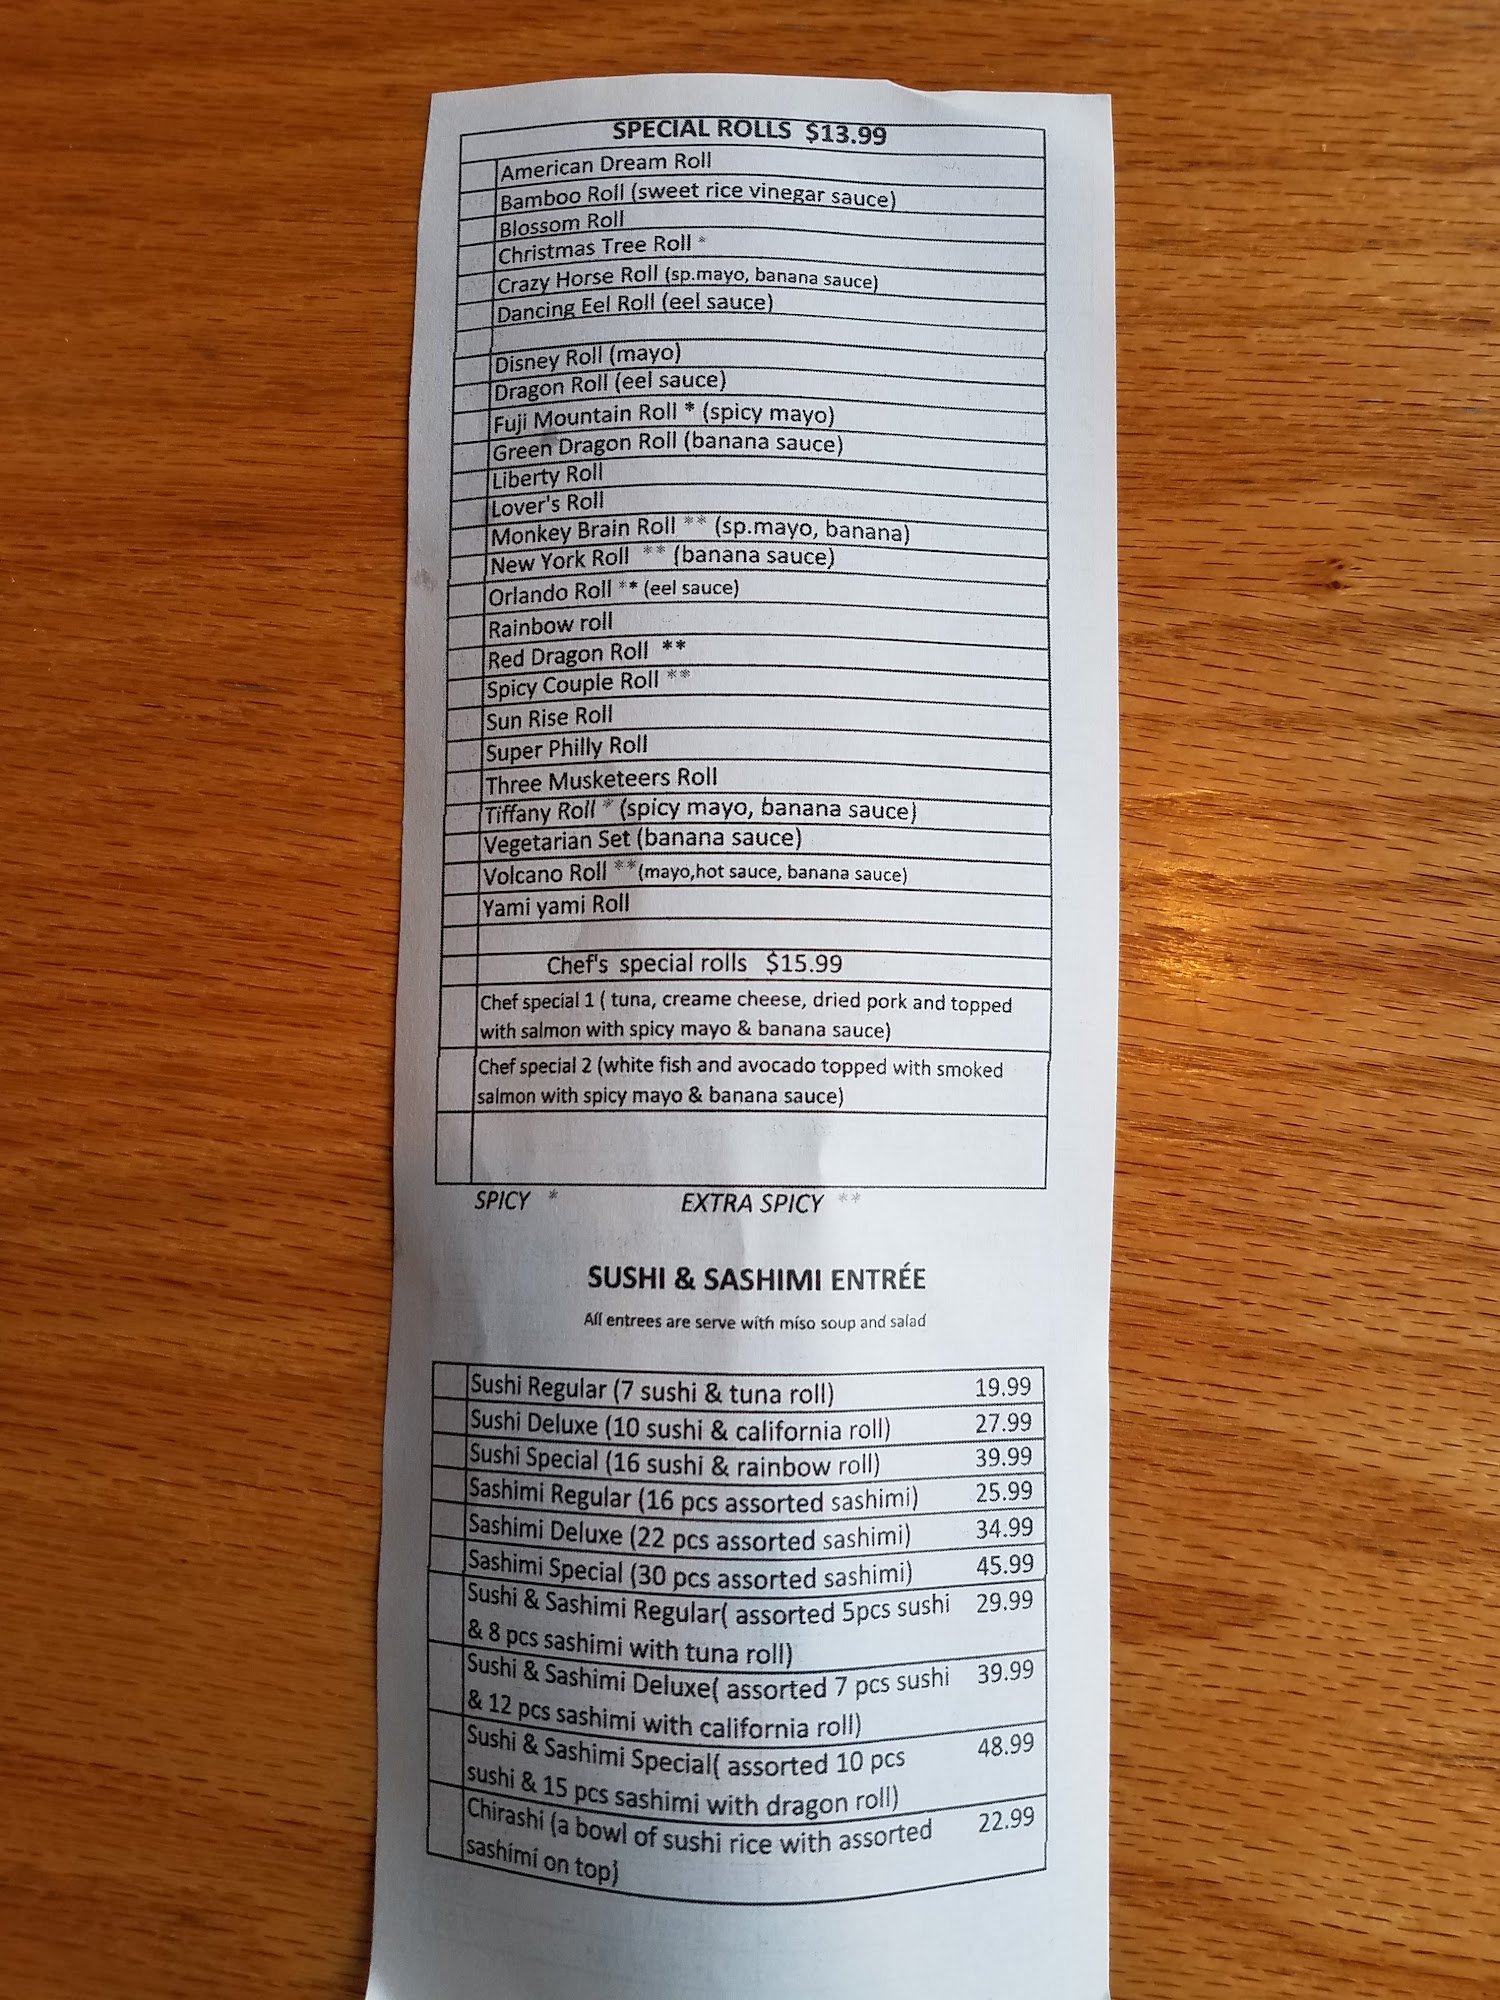 SPECIAL ROLLS $13.99
American Dream Roll
Bamboo Roll (sweet rice vinegar sauce)
Blossom Roll
Christmas Tree Roll *
Crazy Horse Roll (sp.mayo, banana sauce)
Dancing Eel Roll (eel sauce)
Disney Roll (mayo)
Dragon Roll (eel sauce)
Fuji Mountain Roll * (spicy mayo)
Green Dragon Roll (banana sauce)
Liberty Roll
Lover's Roll
Monkey Brain Roll ** (sp.mayo, banana)
New York Roll ** (banana sauce)
Orlando Roll ** (eel sauce)
Rainbow roll
Red Dragon Roll **
Spicy Couple Roll **
Sun Rise Roll
Super Philly Roll
Three Musketeers Roll
Tiffany Roll * (spicy mayo, banana sauce)
Vegetarian Set (banana sauce)
Volcano Roll **(mayo,hot sauce, banana sauce)
Yami yami Roll
Chef's special rolls $15.99
Chef special 1 ( tuna, creame cheese, dried pork and topped
with salmon with spicy mayo & banana sauce)
Chef special 2 (white fish and avocado topped with smoked
salmon with spicy mayo & banana sauce)
SPICY * EXTRA SPICY **
SUSHI & SASHIMI ENTRÉE
All entrees are serve with miso soup and salad
Sushi Regular (7 sushi & tuna roll) 19.99
Sushi Deluxe (10 sushi & california roll) 27.99
Sushi Special (16 sushi & rainbow roll) 39.99
Sashimi Regular (16 pcs assorted sashimi) 25.99
Sashimi Deluxe (22 pcs assorted sashimi) 34.99
Sashimi Special (30 pcs assorted sashimi) 45.99
Sushi & Sashimi Regular( assorted 5pcs sushi 29.99
& 8 pcs sashimi with tuna roll)
Sushi & Sashimi Deluxe( assorted 7 pcs sushi 39.99
& 12 pcs sashimi with california roll)
Sushi & Sashimi Special( assorted 10 pcs 48.99
sushi & 15 pcs sashimi with dragon roll)
Chirashi (a bowl of sushi rice with assorted 22.99
sashimi on top)